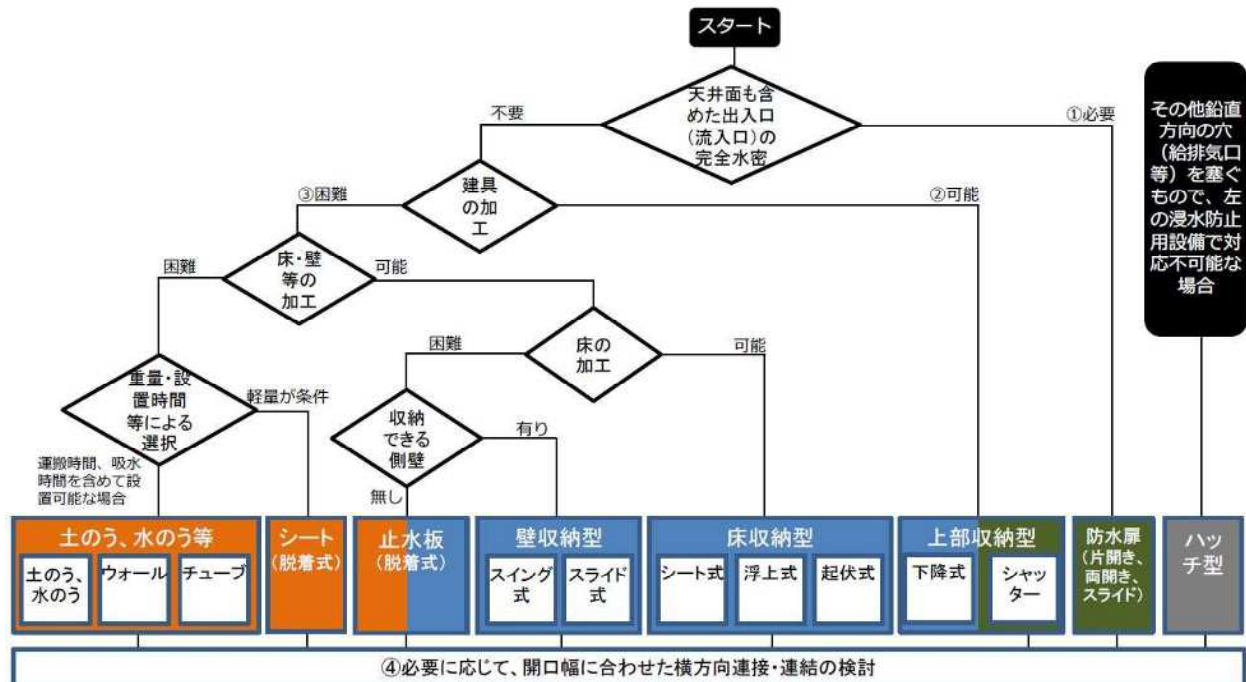 スタート
天井面も含
めた出入口
(流入口)の
完全水密
不要
①必要
その他鉛直
方向の穴
（給排気口
等）を塞ぐ
もので、左
の浸水防止
用設備で対
応不可能な
場合
建具
の加
工
③困難
②可能
床・壁
等の
加工
困難
可能
床の
加工
困難
可能
重量・設
置時間
等による
選択
軽量が条件
運搬時間、吸水
時間を含めて設
置可能な場合
収納
できる
側壁
有り
無し
土のう、水のう等
土のう、
水のう
ウォール
チューブ
シート
(脱着式)
止水板
(脱着式)
壁収納型
スイング
式
スライド
式
床収納型
シート式
浮上式
起伏式
上部収納型
下降式
シャッ
ター
防水扉
(片開き、
両開き、
スライド)
ハッ
チ型
④必要に応じて、開口幅に合わせた横方向連接・連結の検討